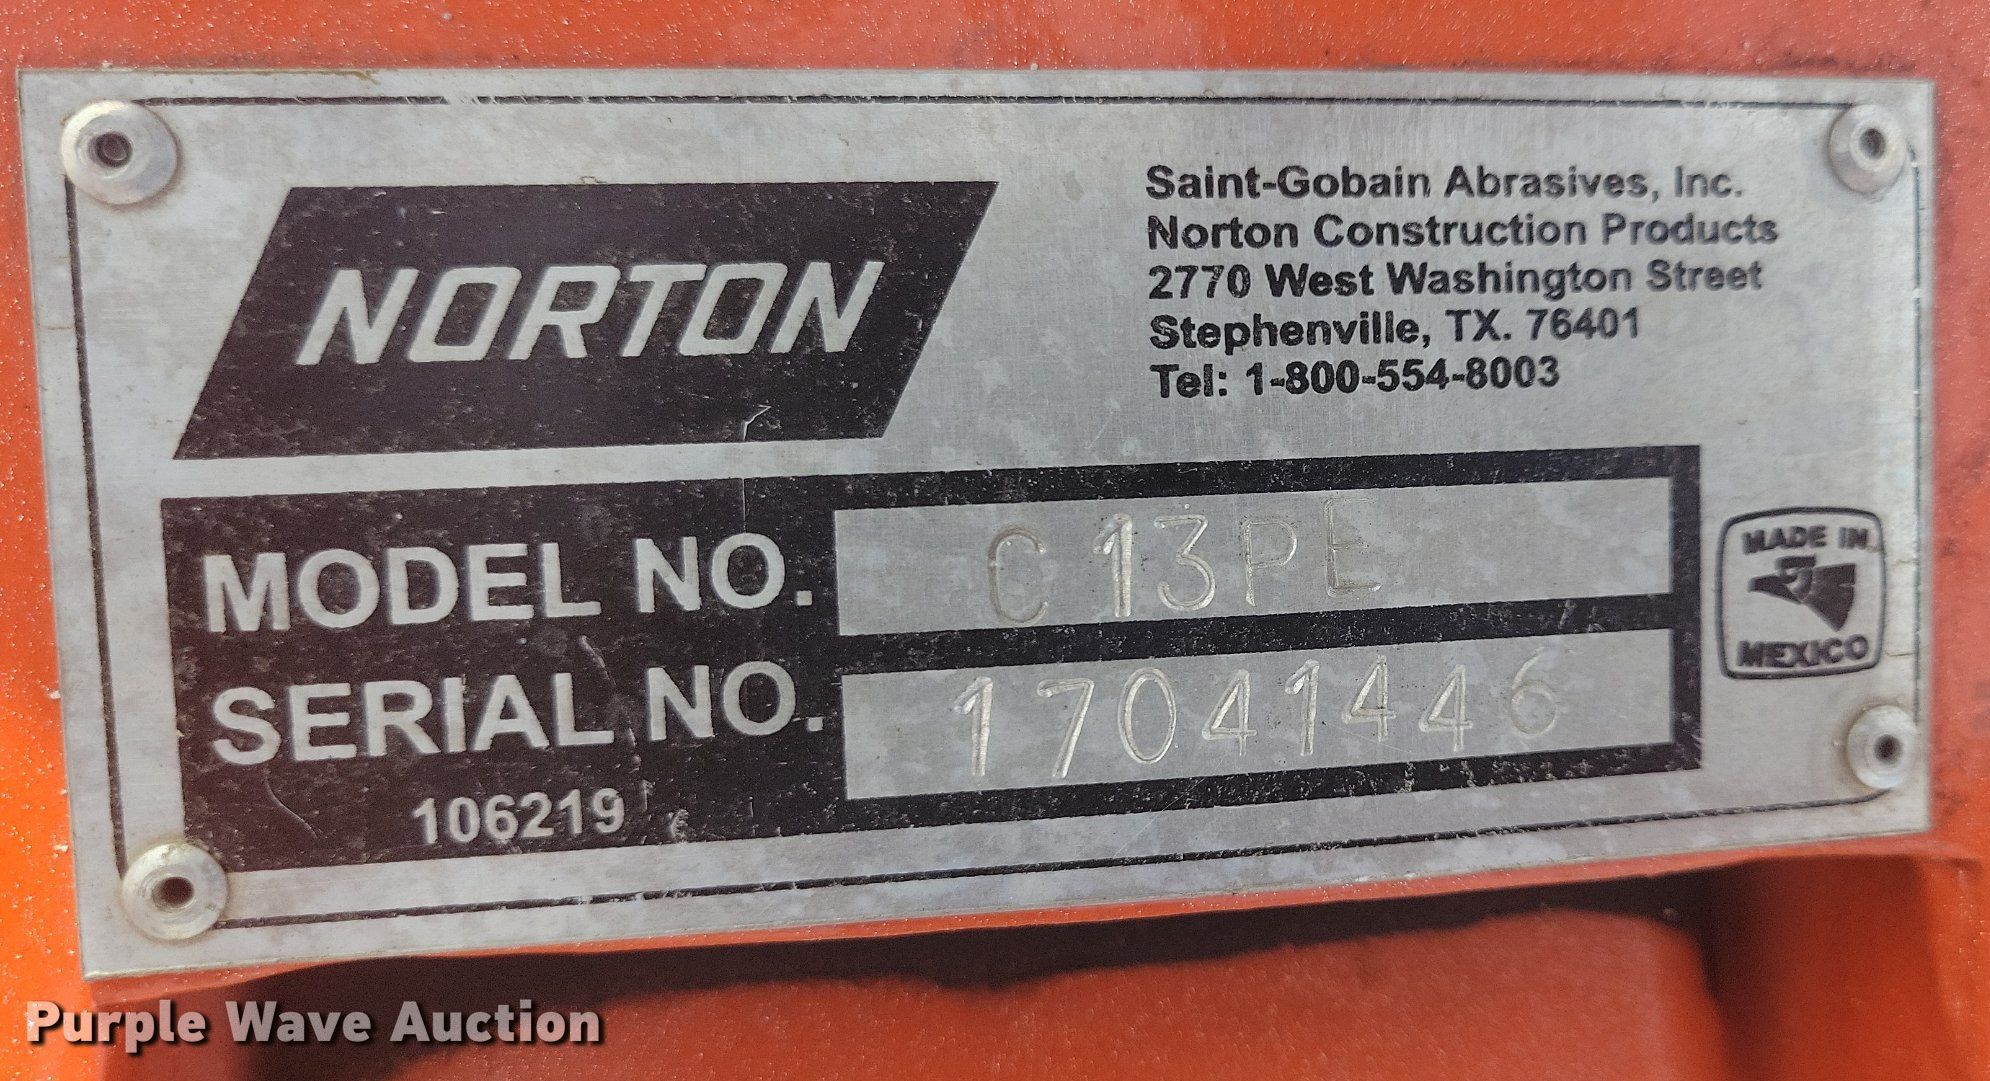 NORTON
Saint-Gobain Abrasives, Inc.
Norton Construction Products
2770 West Washington Street
Stephenville, TX. 76401
Tel: 1-800-554-8003
MODEL NO. C13PE
SERIAL NO. 17041446
106219
MADE IN
MEXICO
Purple Wave Auction